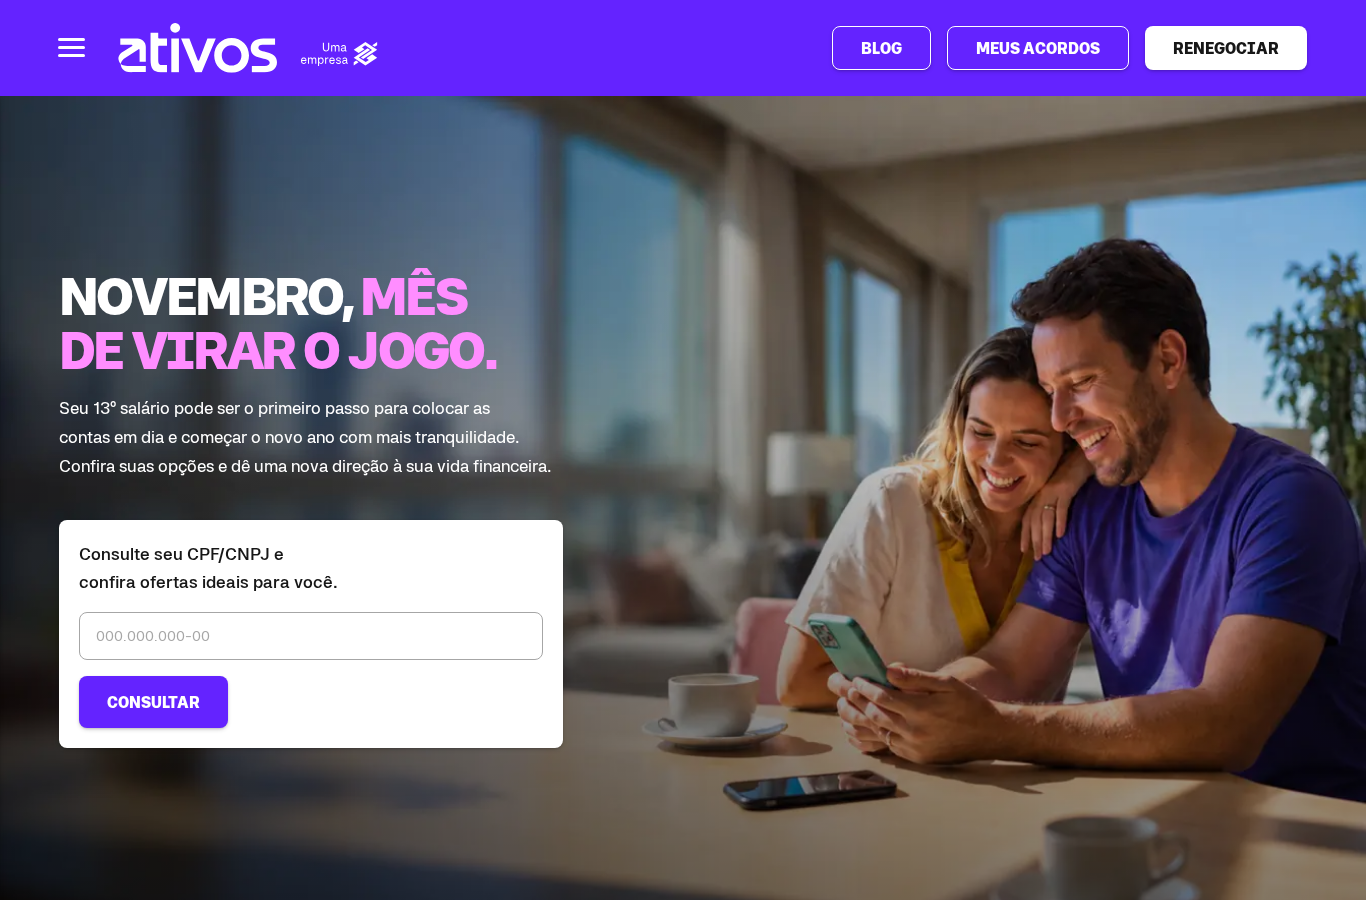 ativos
Uma
empresa
BLOG
MEUS ACORDOS
RENEGOCIAR
NOVEMBRO, MÊS
DE VIRAR O JOGO.
Seu 13º salário pode ser o primeiro passo para colocar as
contas em dia e começar o novo ano com mais tranquilidade.
Confira suas opções e dê uma nova direção à sua vida financeira.
Consulte seu CPF/CNPJ e
confira ofertas ideais para você.
000.000.000-00
CONSULTAR